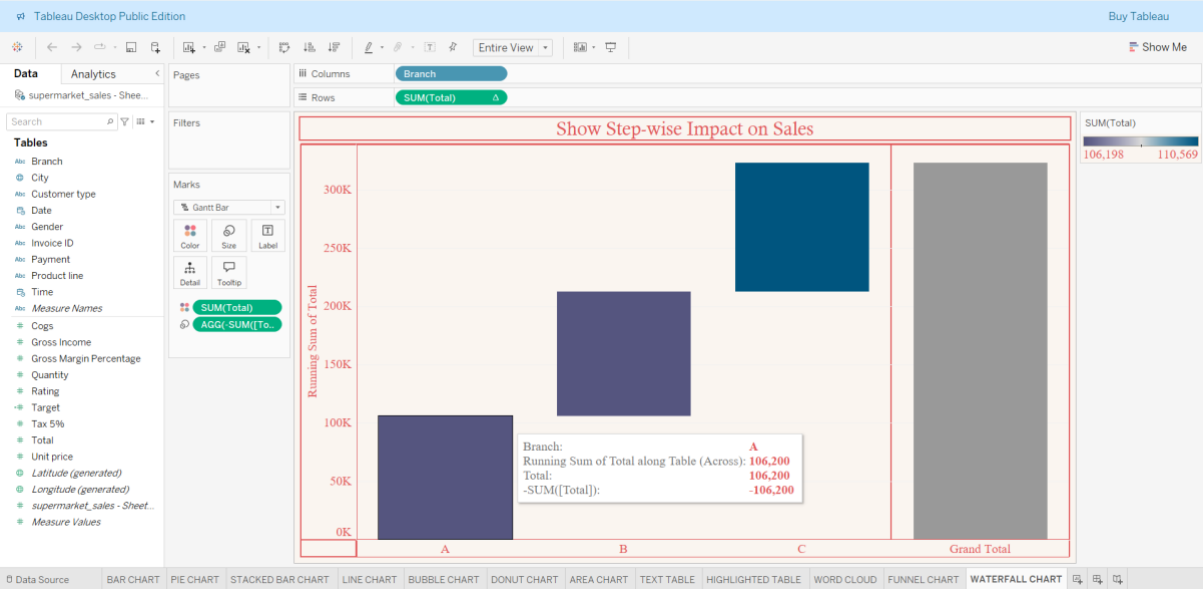 Tableau Desktop Public Edition
Buy Tableau
Entire View
Show Me
Data
Analytics
supermarket_sales - Shee...
Search
Tables
Abc Branch
City
Abc Customer type
Date
Abc Gender
Abc Invoice ID
Abc Payment
Abc Product line
Time
Abc Measure Names
Cogs
Gross Income
Gross Margin Percentage
Quantity
Rating
Target
Tax 5%
Total
Unit price
Latitude (generated)
Longitude (generated)
supermarket_sales - Sheet...
Measure Values
Pages
Filters
Marks
Gantt Bar
Color
Size
Label
Detail
Tooltip
SUM(Total)
AGG(-SUM([To..
Columns
Branch
Rows
SUM(Total) Δ
Show Step-wise Impact on Sales
Running Sum of Total
300K
250K
200K
150K
100K
50K
0K
A
B
C
Grand Total
Branch: A
Running Sum of Total along Table (Across): 106,200
Total: 106,200
-SUM([Total]): -106,200
SUM(Total)
106,198
110,569
Data Source
BAR CHART
PIE CHART
STACKED BAR CHART
LINE CHART
BUBBLE CHART
DONUT CHART
AREA CHART
TEXT TABLE
HIGHLIGHTED TABLE
WORD CLOUD
FUNNEL CHART
WATERFALL CHART